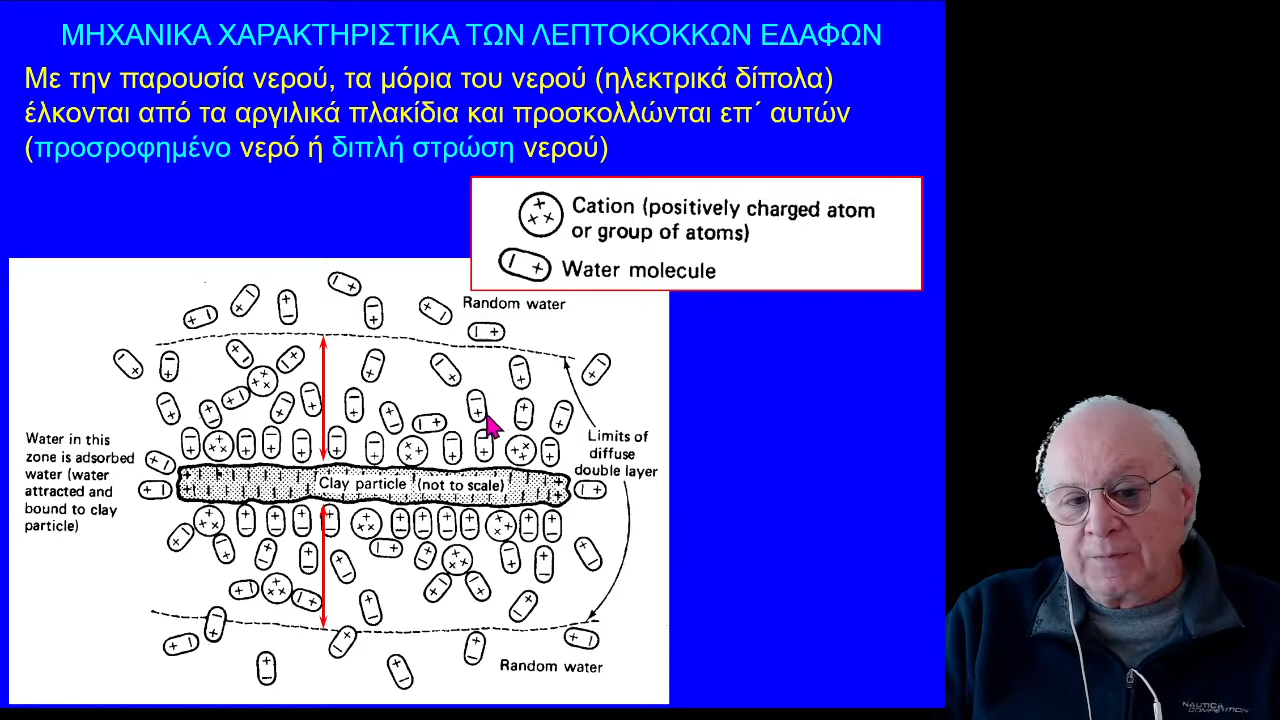 ΜΗΧΑΝΙΚΑ ΧΑΡΑΚΤΗΡΙΣΤΙΚΑ ΤΩΝ ΛΕΠΤΟΚΟΚΚΩΝ ΕΔΑΦΩΝ
Με την παρουσία νερού, τα μόρια του νερού (ηλεκτρικά δίπολα)
έλκονται από τα αργιλικά πλακίδια και προσκολλώνται επ΄ αυτών
(προσροφημένο νερό ή διπλή στρώση νερού)
Cation (positively charged atom
or group of atoms)
Water molecule
Random water
Water in this
zone is adsorbed
water (water
attracted and
bound to clay
particle)
Clay particle (not to scale)
Limits of
diffuse
double layer
Random water
NAUTICA
COMPETITION